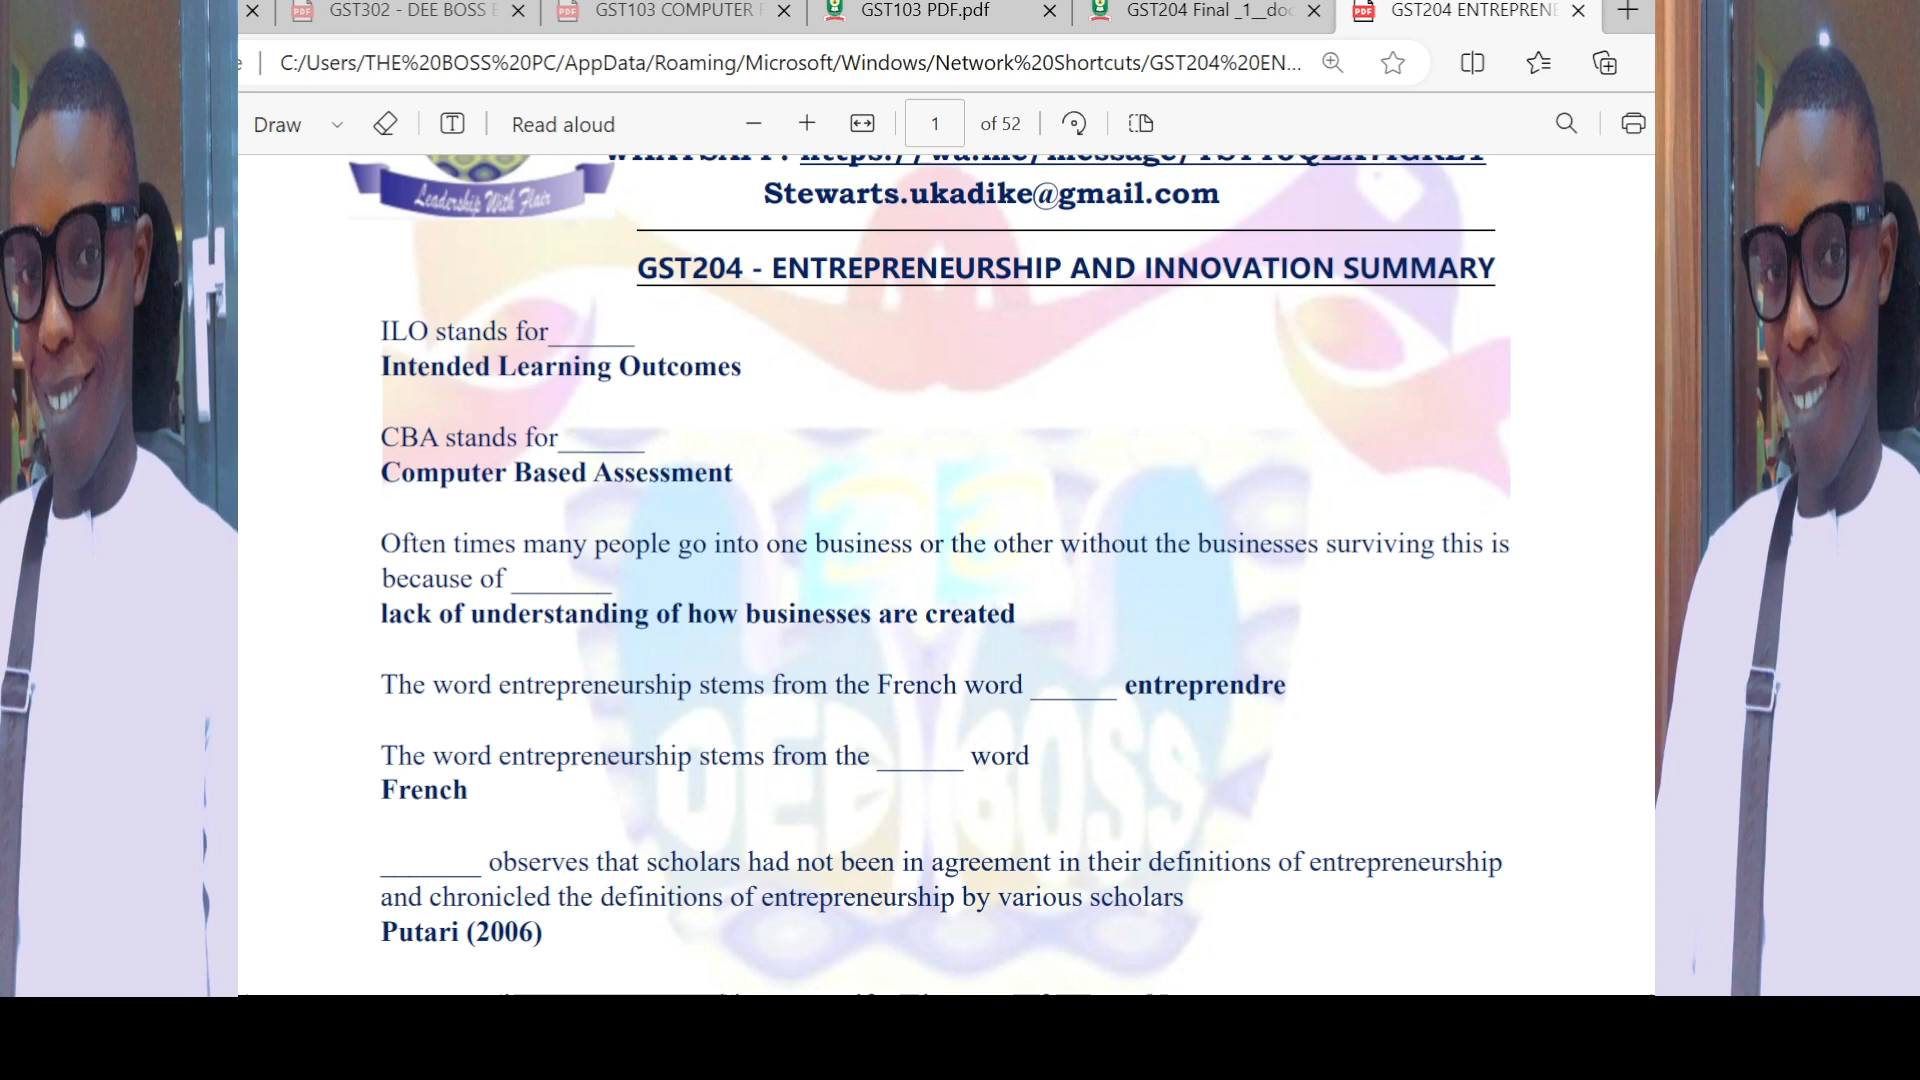 GST302 - DEE BOSS E
GST103 COMPUTER F
GST103 PDF.pdf
GST204 Final _1__doc
GST204 ENTREPRENE
C:/Users/THE%20BOSS%20PC/AppData/Roaming/Microsoft/Windows/Network%20Shortcuts/GST204%20EN...
Draw
Read aloud
1
of 52
Leadership With Flair
Stewarts.ukadike@gmail.com
GST204 - ENTREPRENEURSHIP AND INNOVATION SUMMARY
ILO stands for______
Intended Learning Outcomes
CBA stands for______
Computer Based Assessment
Often times many people go into one business or the other without the businesses surviving this is
because of _______
lack of understanding of how businesses are created
The word entrepreneurship stems from the French word ______ entreprendre
The word entrepreneurship stems from the ______ word
French
_______ observes that scholars had not been in agreement in their definitions of entrepreneurship
and chronicled the definitions of entrepreneurship by various scholars
Putari (2006)
DEE BOSS